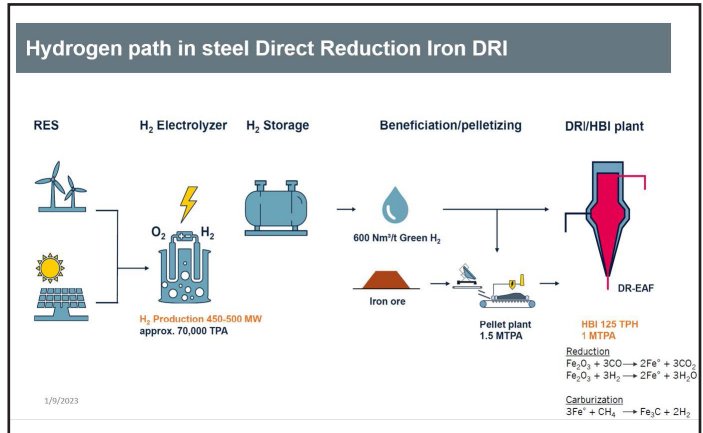 Hydrogen path in steel Direct Reduction Iron DRI
RES
H₂ Electrolyzer
H₂ Storage
Beneficiation/pelletizing
DRI/HBI plant
O₂
H₂
600 Nm³/t Green H₂
Iron ore
DR-EAF
H₂ Production 450-500 MW
approx. 70,000 TPA
Pellet plant
1.5 MTPA
HBI 125 TPH
1 MTPA
Reduction
Fe₂O₃ + 3CO → 2Fe° + 3CO₂
Fe₂O₃ + 3H₂ → 2Fe° + 3H₂O
Carburization
3Fe° + CH₄ → Fe₃C + 2H₂
1/9/2023